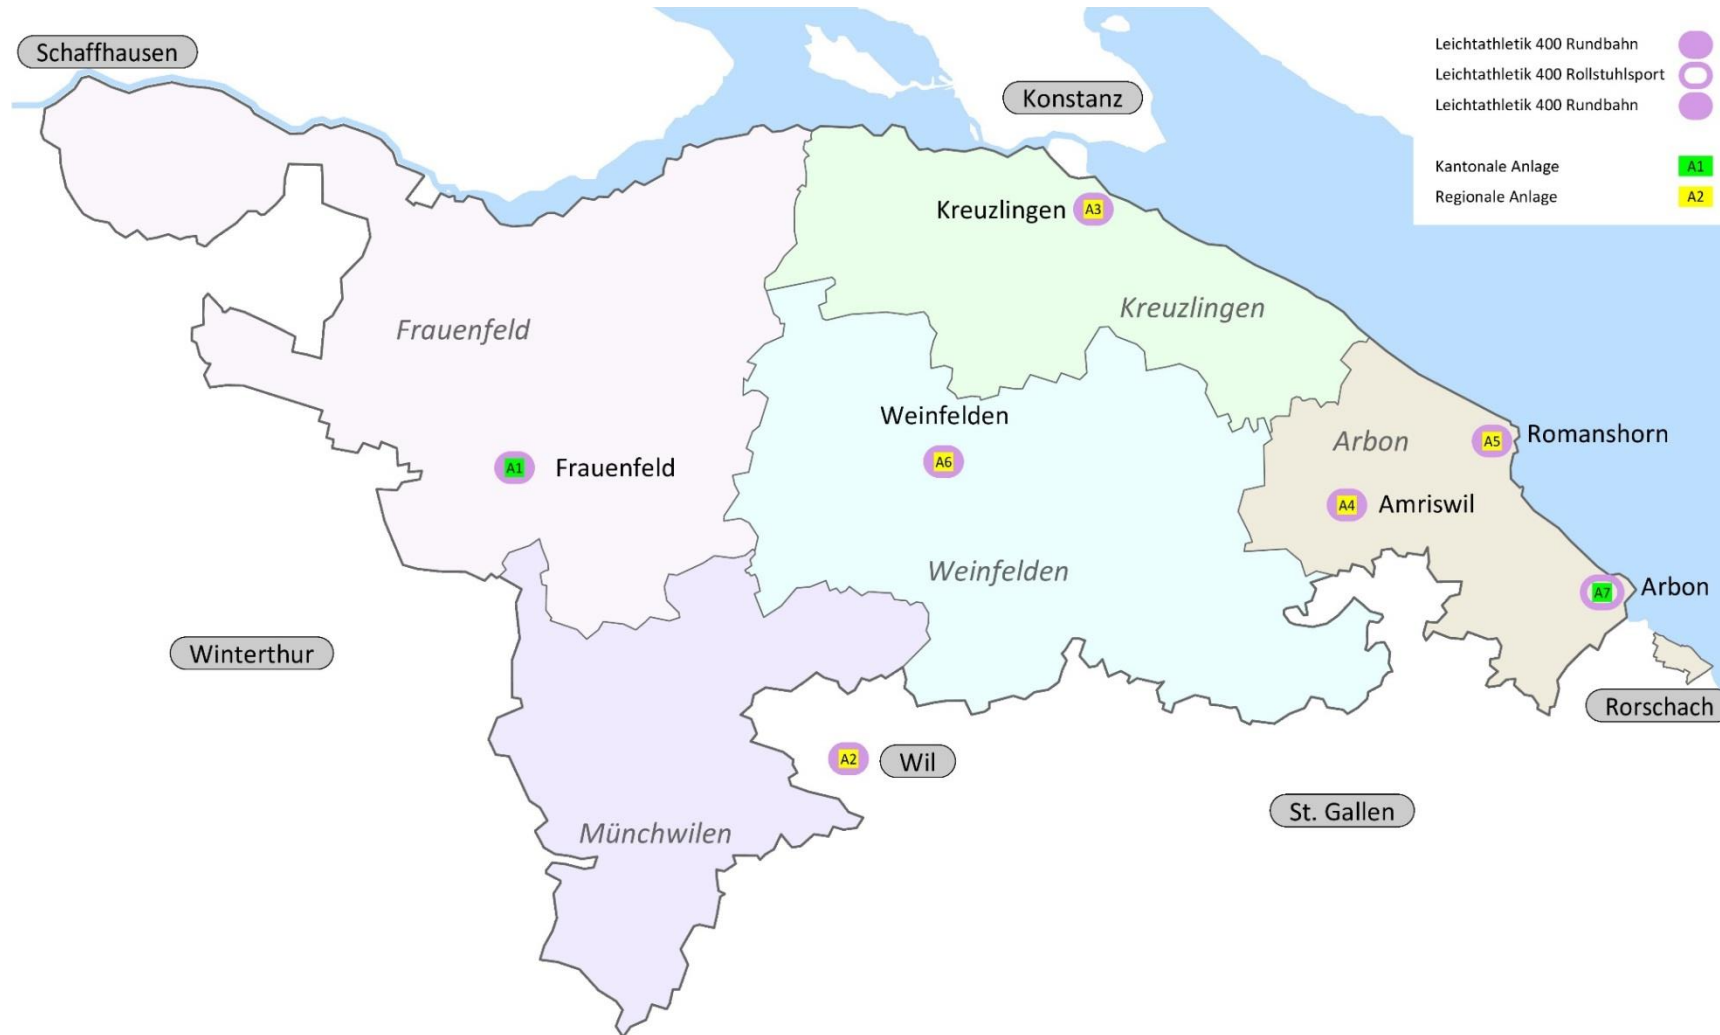 Schaffhausen
Konstanz
Leichtathletik 400 Rundbahn
Leichtathletik 400 Rollstuhlsport
Leichtathletik 400 Rundbahn
Kantonale Anlage A1
Regionale Anlage A2
Kreuzlingen A3
Kreuzlingen
Frauenfeld
Weinfelden
A6
Arbon
A5 Romanshorn
A1 Frauenfeld
A4 Amriswil
Weinfelden
A7 Arbon
Winterthur
Rorschach
A2 Wil
St. Gallen
Münchwilen